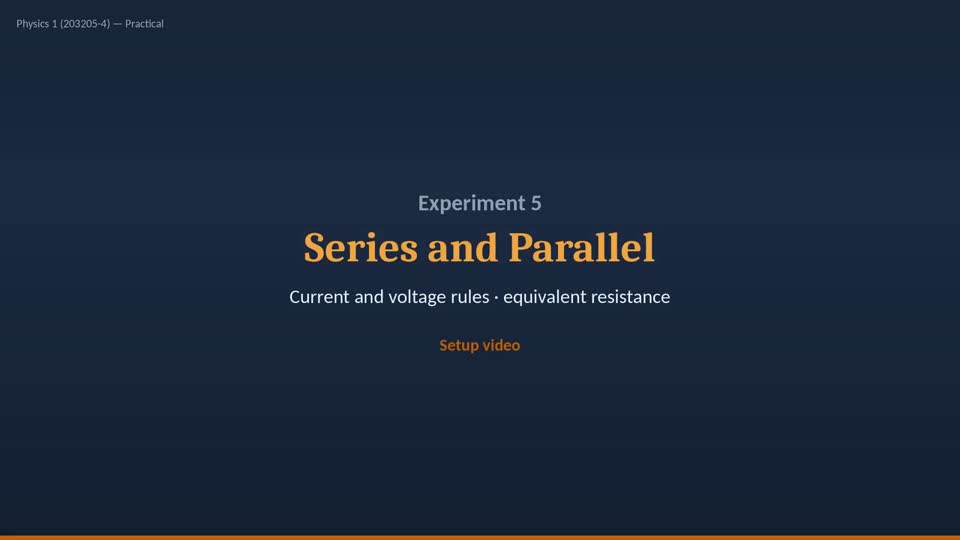 Physics 1 (203205-4) — Practical
Experiment 5
Series and Parallel
Current and voltage rules · equivalent resistance
Setup video